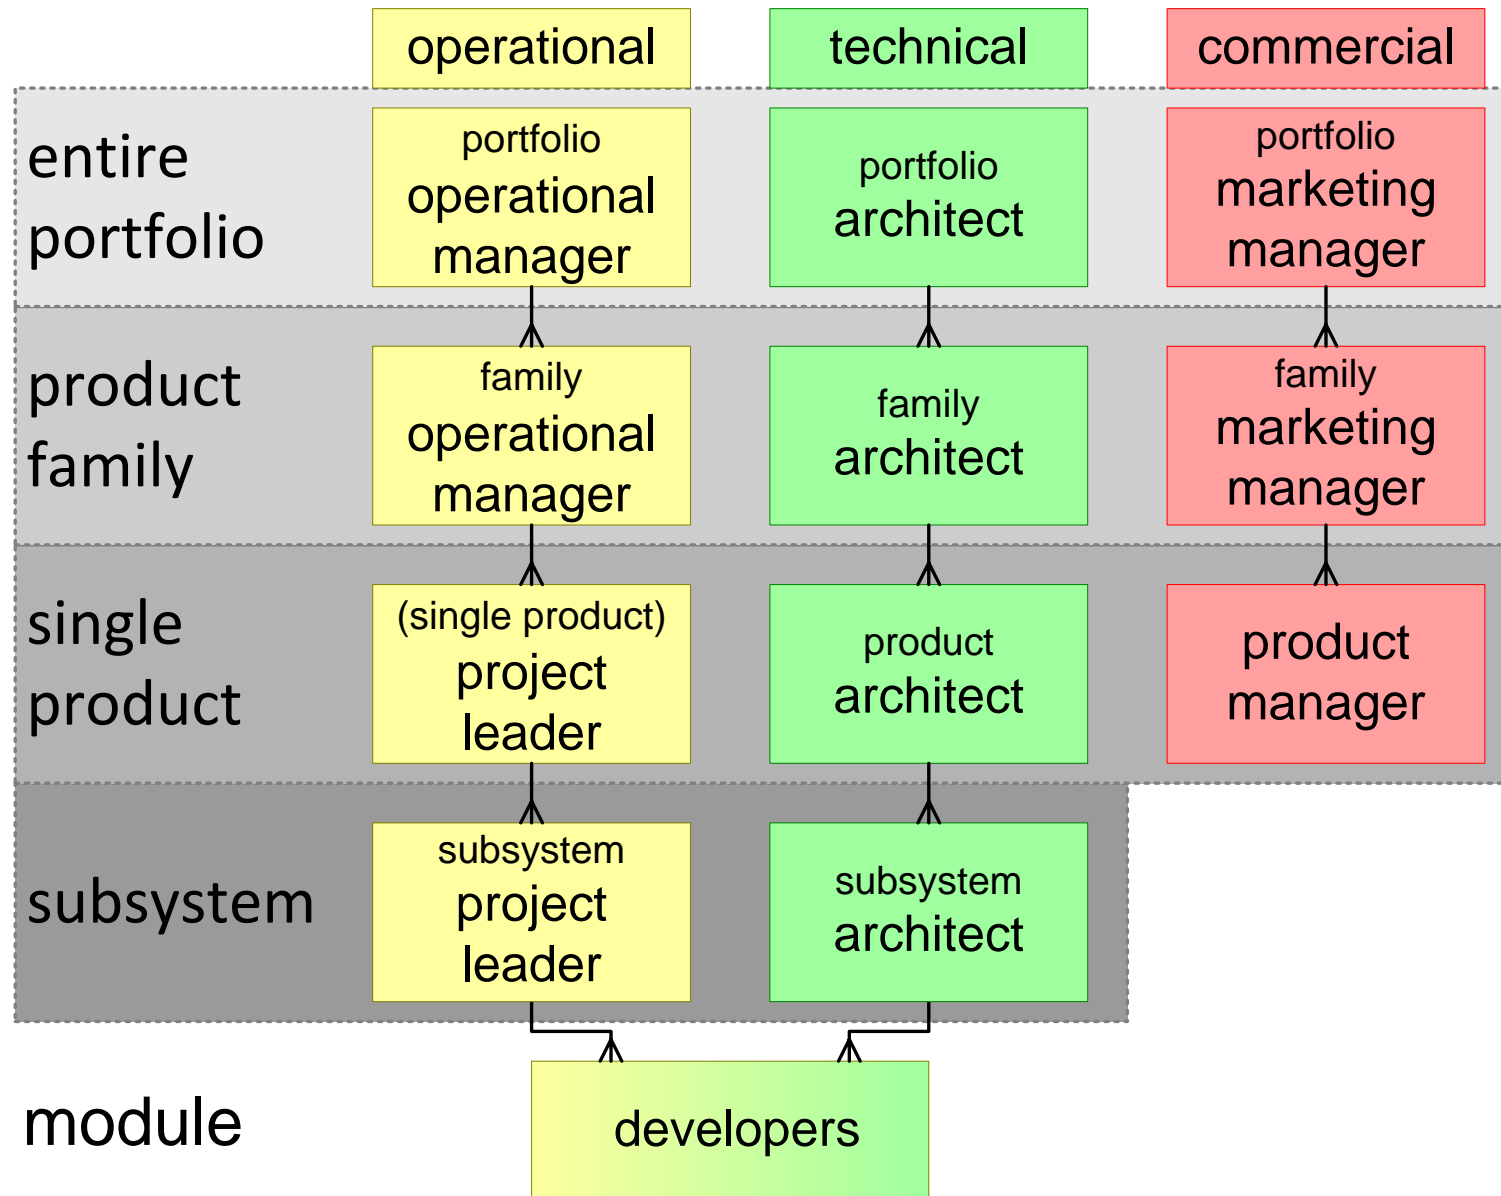 operational
technical
commercial
entire
portfolio
portfolio
operational
manager
portfolio
architect
portfolio
marketing
manager
product
family
family
operational
manager
family
architect
family
marketing
manager
single
product
(single product)
project
leader
product
architect
product
manager
subsystem
subsystem
project
leader
subsystem
architect
module
developers